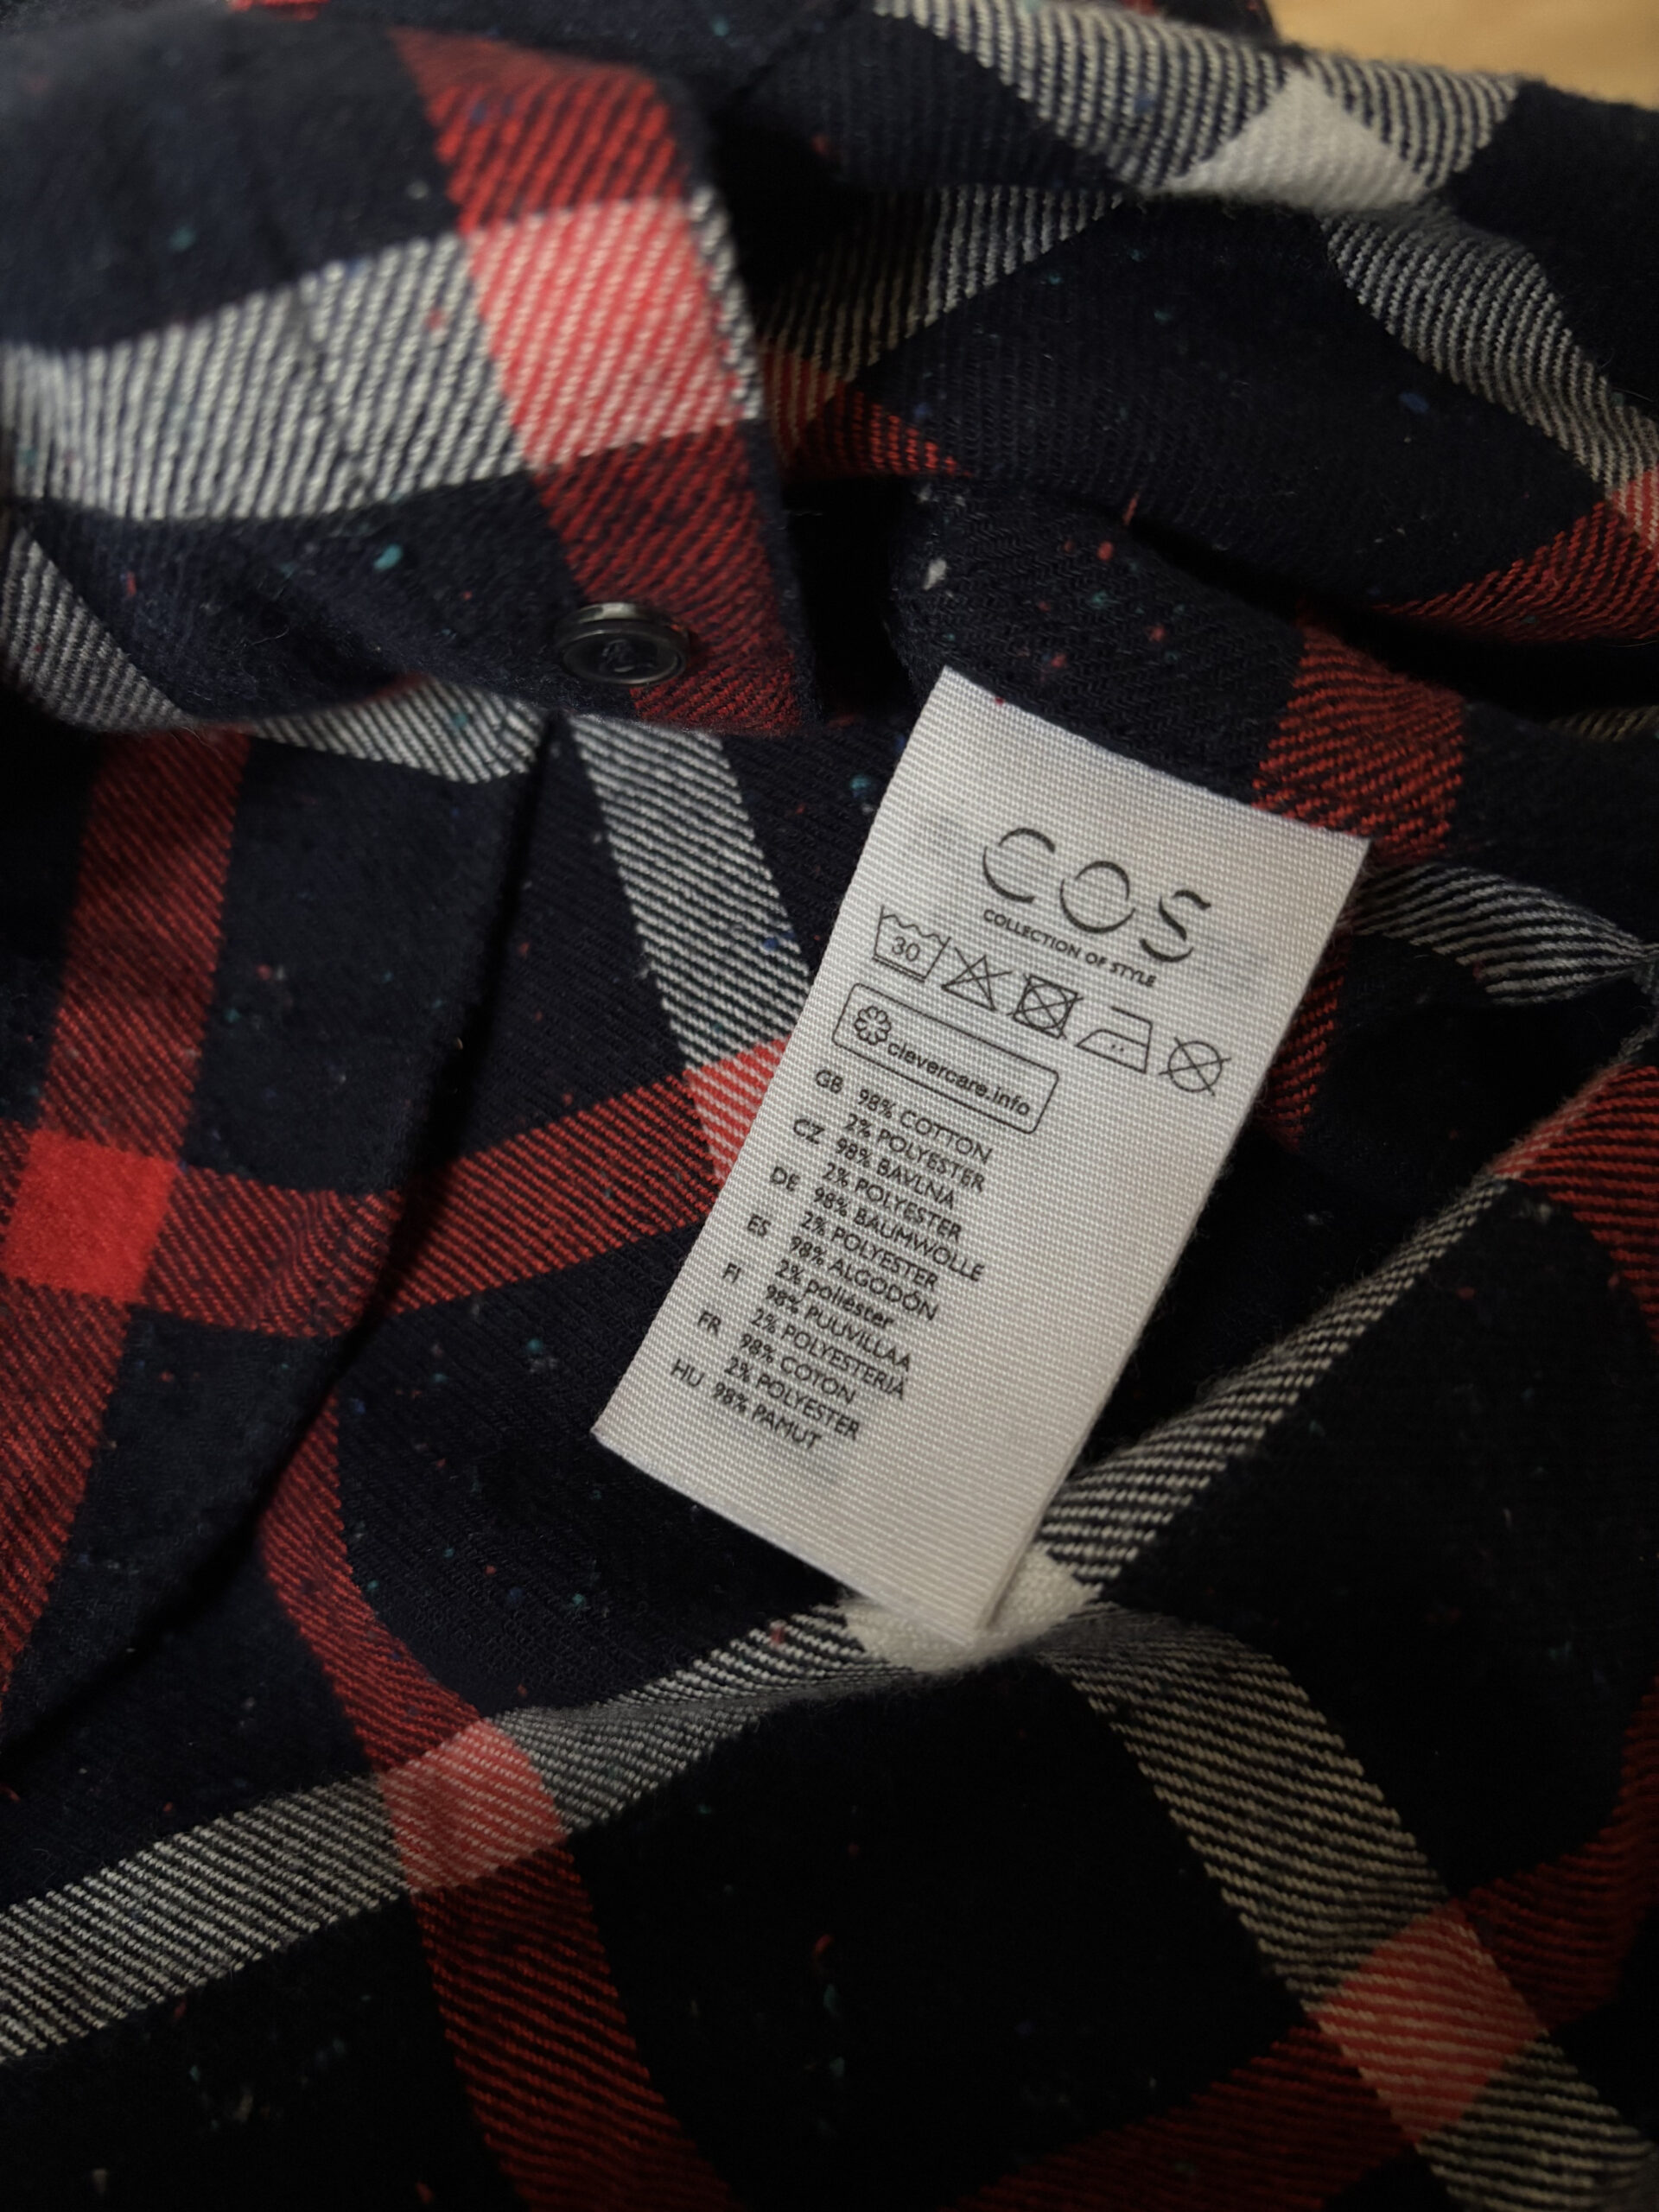 COS
COLLECTION OF STYLE
30
clevercare.info
GB 98% COTTON
2% POLYESTER
CZ 98% BAVLNA
2% POLYESTER
DE 98% BAUMWOLLE
2% POLYESTER
ES 98% ALGODÓN
2% poliéster
FI 98% PUUVILLAA
2% POLYESTERIA
FR 98% COTON
2% POLYESTER
HU 98% PAMUT